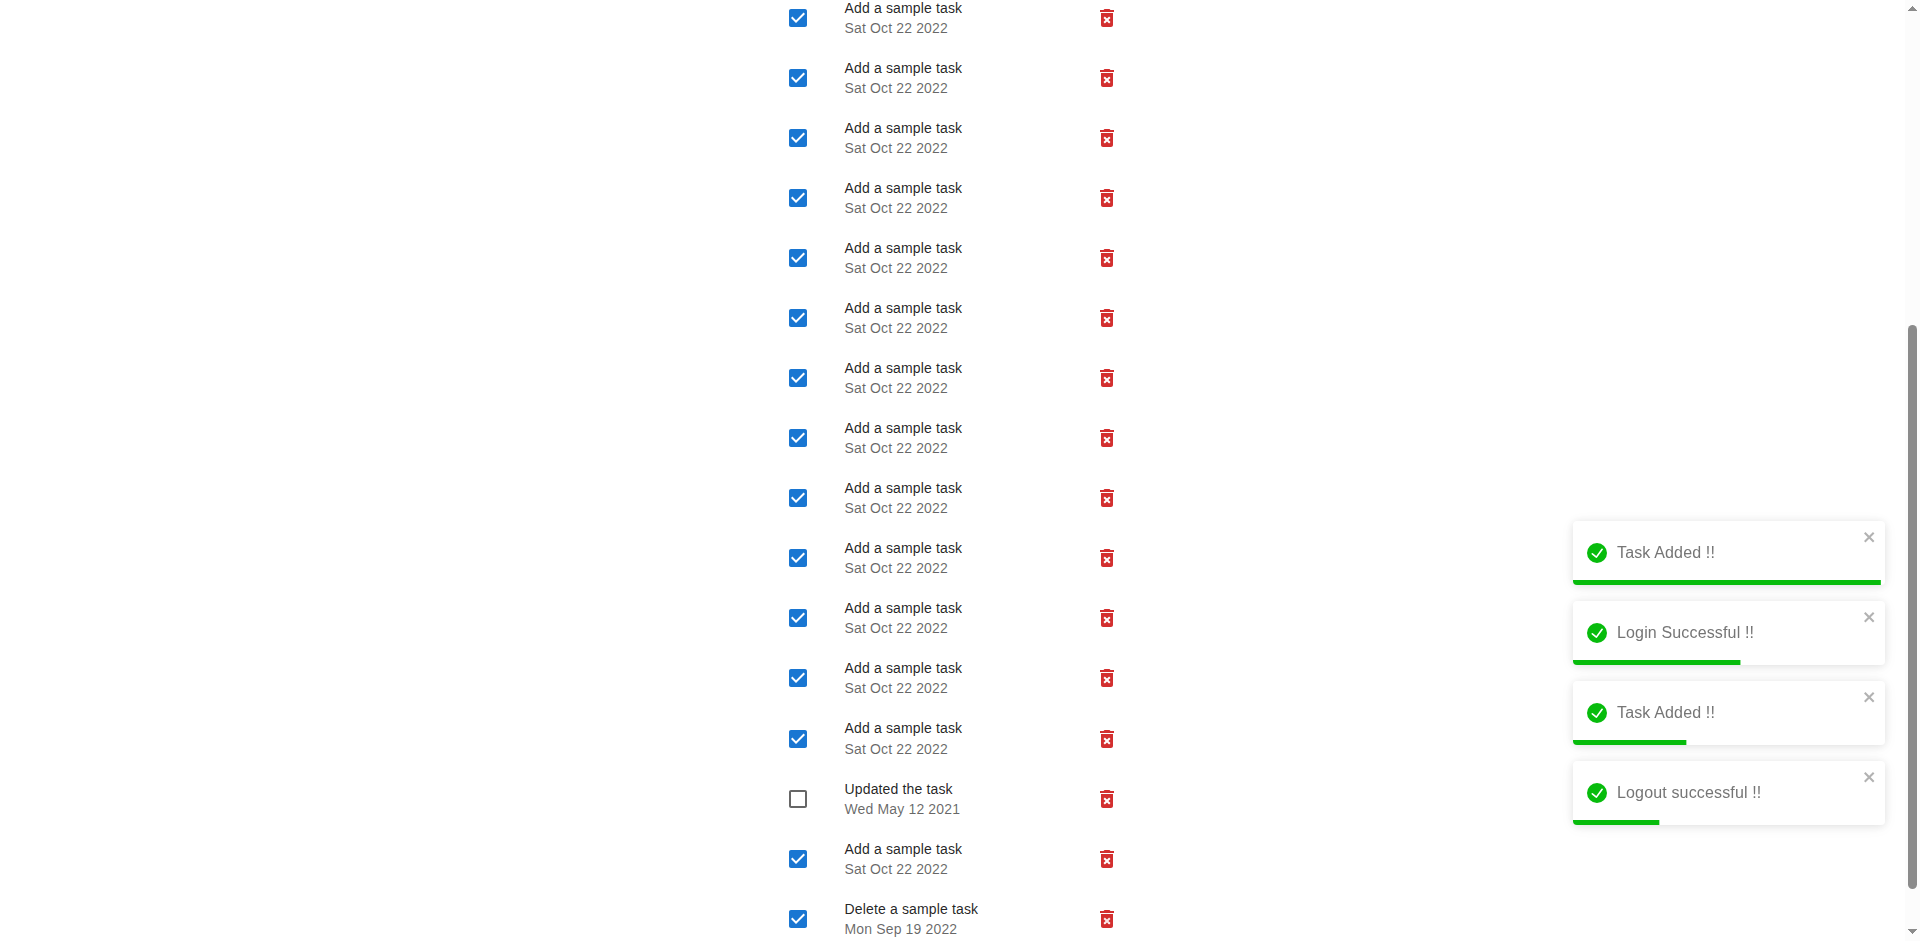 Add a sample task
Sat Oct 22 2022
Add a sample task
Sat Oct 22 2022
Add a sample task
Sat Oct 22 2022
Add a sample task
Sat Oct 22 2022
Add a sample task
Sat Oct 22 2022
Add a sample task
Sat Oct 22 2022
Add a sample task
Sat Oct 22 2022
Add a sample task
Sat Oct 22 2022
Add a sample task
Sat Oct 22 2022
Add a sample task
Sat Oct 22 2022
Add a sample task
Sat Oct 22 2022
Add a sample task
Sat Oct 22 2022
Add a sample task
Sat Oct 22 2022
Updated the task
Wed May 12 2021
Add a sample task
Sat Oct 22 2022
Delete a sample task
Mon Sep 19 2022
Task Added !!
Login Successful !!
Task Added !!
Logout successful !!